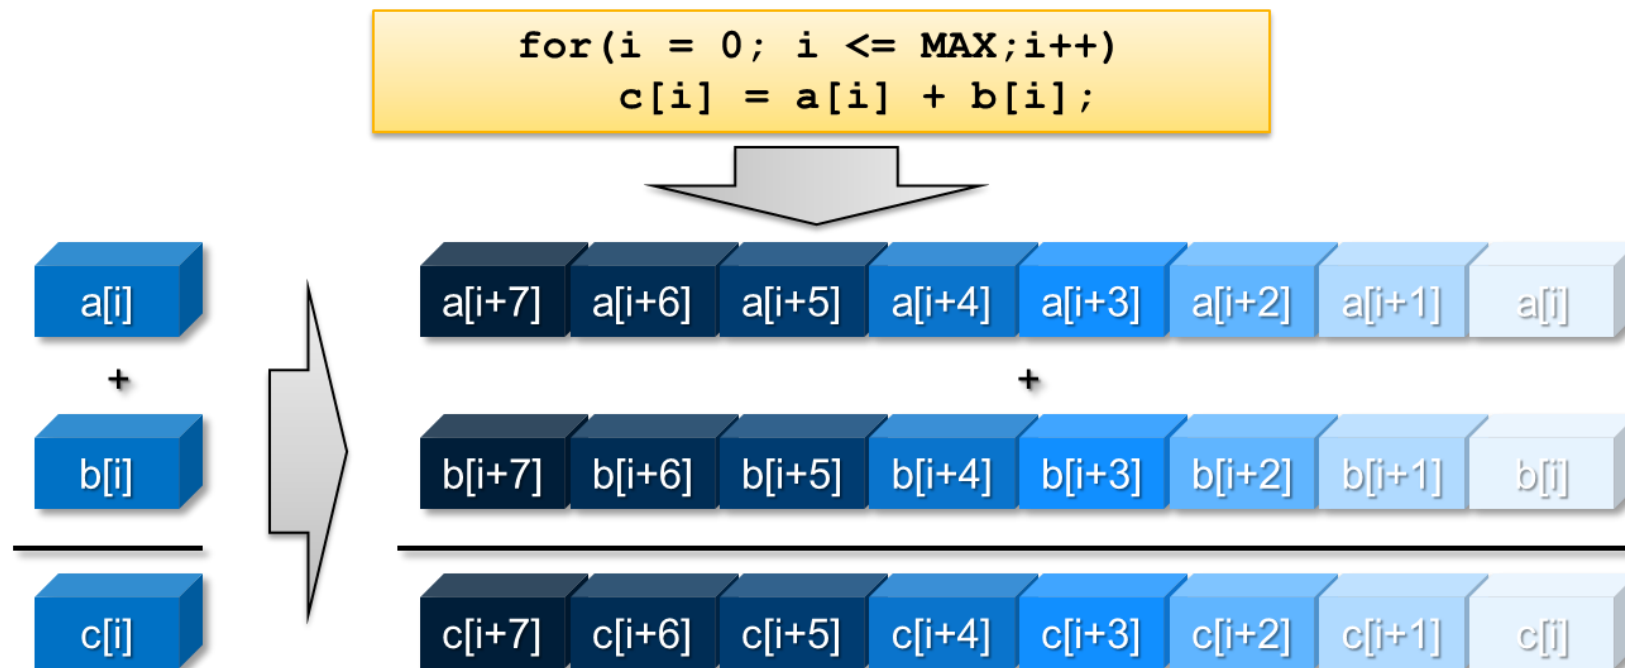 for(i = 0; i <= MAX;i++)
c[i] = a[i] + b[i];
a[i]
a[i+7] a[i+6] a[i+5] a[i+4] a[i+3] a[i+2] a[i+1] a[i]
+
+
b[i]
b[i+7] b[i+6] b[i+5] b[i+4] b[i+3] b[i+2] b[i+1] b[i]
c[i]
c[i+7] c[i+6] c[i+5] c[i+4] c[i+3] c[i+2] c[i+1] c[i]